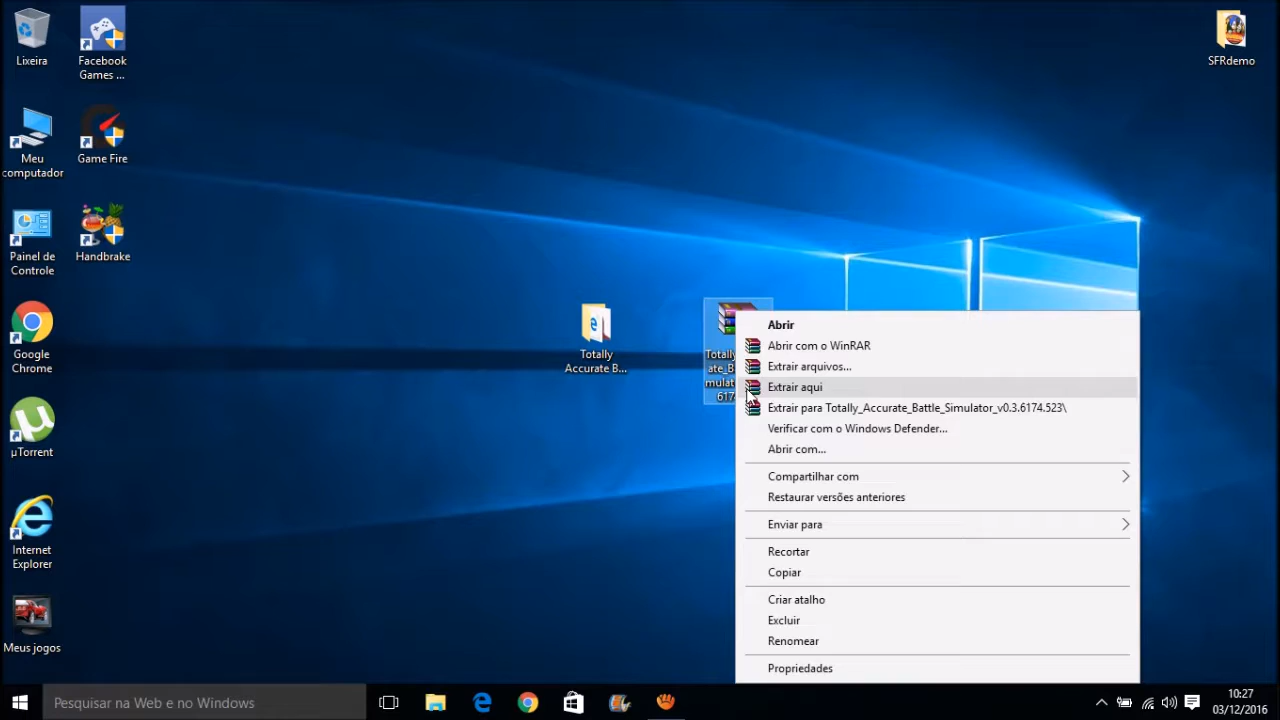 Lixeira
Facebook
Games ...
SFRdemo
Meu
computador
Game Fire
Painel de
Controle
Handbrake
Google
Chrome
µTorrent
Internet
Explorer
Meus jogos
Totally
Accurate B...
Totally
ate_B
mulat
Abrir
Abrir com o WinRAR
Extrair arquivos...
Extrair aqui
Extrair para Totally_Accurate_Battle_Simulator_v0.3.6174.523\
Verificar com o Windows Defender...
Abrir com...
Compartilhar com
Restaurar versões anteriores
Enviar para
Recortar
Copiar
Criar atalho
Excluir
Renomear
Propriedades
Pesquisar na Web e no Windows
10:27
03/12/2016